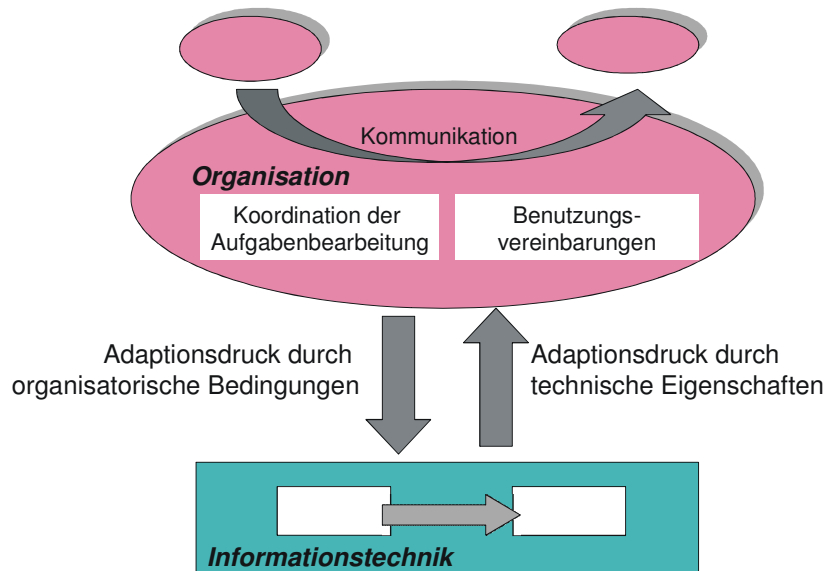 Kommunikation
Organisation
Koordination der
Aufgabenbearbeitung
Benutzungs-
vereinbarungen
Adaptionsdruck durch
organisatorische Bedingungen
Adaptionsdruck durch
technische Eigenschaften
Informationstechnik